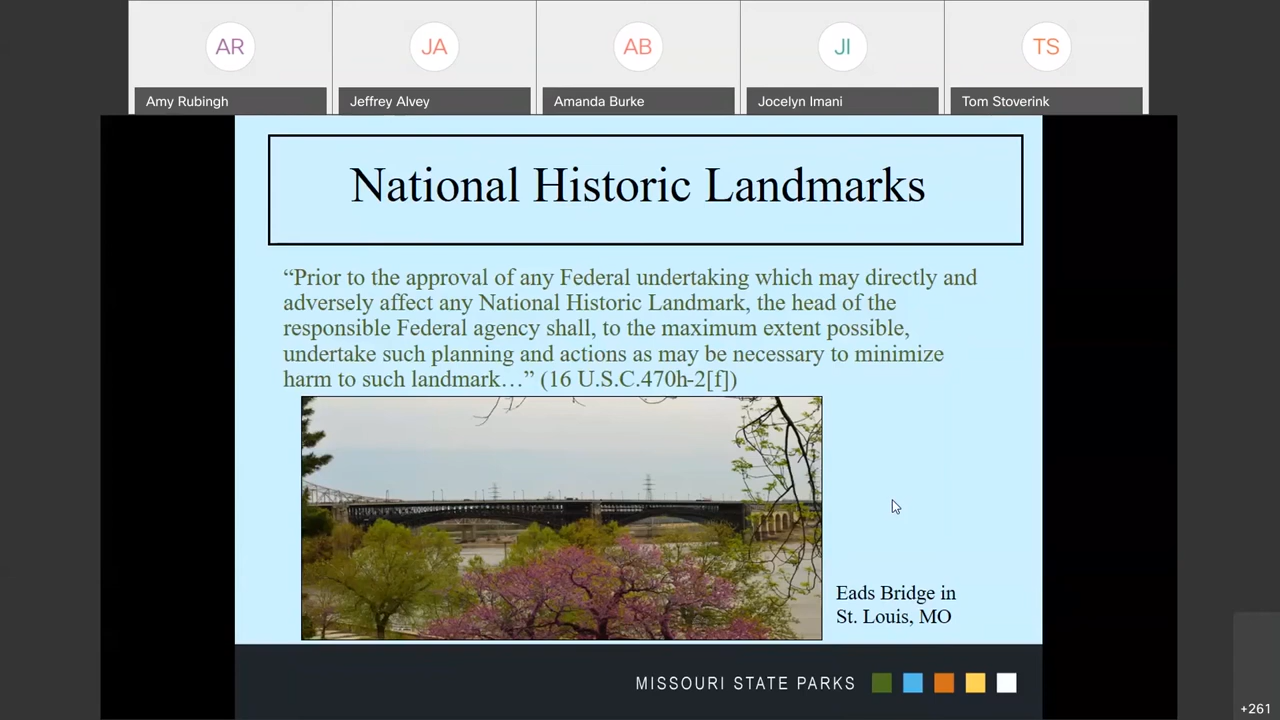 AR
JA
AB
JI
TS
Amy Rubingh
Jeffrey Alvey
Amanda Burke
Jocelyn Imani
Tom Stoverink
National Historic Landmarks
“Prior to the approval of any Federal undertaking which may directly and
adversely affect any National Historic Landmark, the head of the
responsible Federal agency shall, to the maximum extent possible,
undertake such planning and actions as may be necessary to minimize
harm to such landmark…” (16 U.S.C.470h-2[f])
Eads Bridge in
St. Louis, MO
MISSOURI STATE PARKS
+261